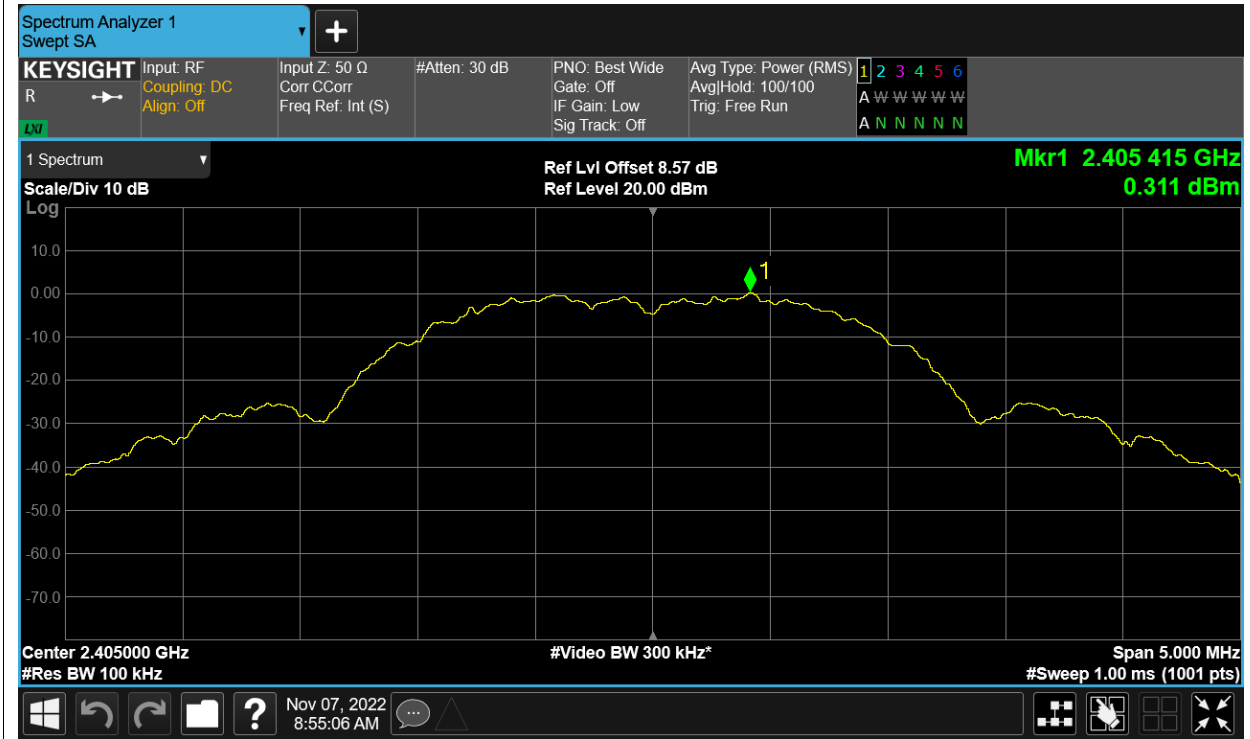 Spectrum Analyzer 1
Swept SA
+
KEYSIGHT
R
LXI
Input: RF
Coupling: DC
Align: Off
Input Z: 50 Ω
Corr CCorr
Freq Ref: Int (S)
#Atten: 30 dB
PNO: Best Wide
Gate: Off
IF Gain: Low
Sig Track: Off
Avg Type: Power (RMS)
Avg|Hold: 100/100
Trig: Free Run
1 2 3 4 5 6
A W W W W W
A N N N N N
1 Spectrum
Scale/Div 10 dB
Log
Ref Lvl Offset 8.57 dB
Ref Level 20.00 dBm
Mkr1 2.405 415 GHz
0.311 dBm
10.0
0.00
-10.0
-20.0
-30.0
-40.0
-50.0
-60.0
-70.0
1
Center 2.405000 GHz
#Res BW 100 kHz
#Video BW 300 kHz*
Span 5.000 MHz
#Sweep 1.00 ms (1001 pts)
?
Nov 07, 2022
8:55:06 AM